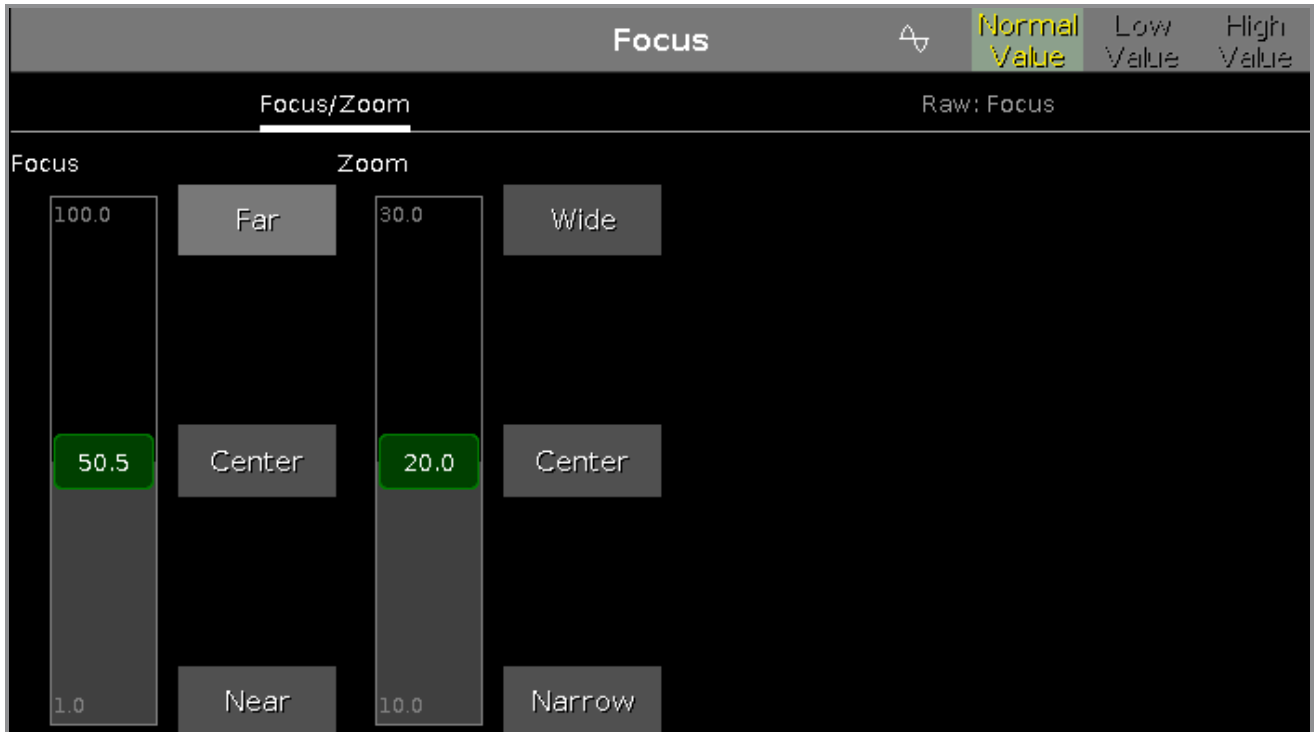 Focus
Normal Value
Low Value
High Value
Focus/Zoom
Raw: Focus
Focus
Zoom
100.0
Far
30.0
Wide
50.5
Center
20.0
Center
1.0
Near
10.0
Narrow